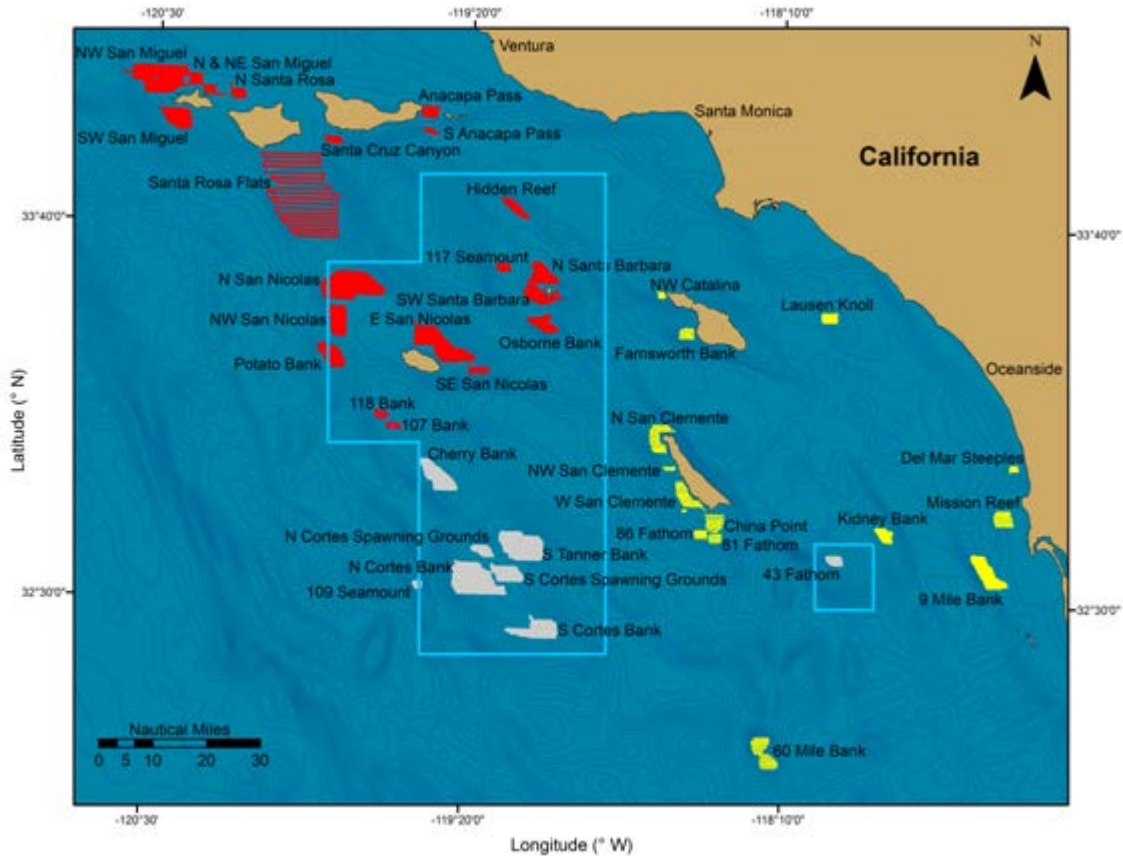 -120°30'
-119°20'0"
-118°10'0"
Ventura
N
NW San Miguel
N & NE San Miguel
N Santa Rosa
Anacapa Pass
Santa Monica
SW San Miguel
S Anacapa Pass
Santa Cruz Canyon
California
Santa Rosa Flats
Hidden Reef
33°40'
33°40'0"
117 Seamount
N Santa Barbara
N San Nicolas
NW Catalina
SW Santa Barbara
Lausen Knoll
NW San Nicolas
E San Nicolas
Osborne Bank
Farnsworth Bank
Potato Bank
Oceanside
SE San Nicolas
118 Bank
107 Bank
N San Clemente
Cherry Bank
Del Mar Steeples
NW San Clemente
W San Clemente
Mission Reef
Kidney Bank
China Point
N Cortes Spawning Grounds
86 Fathom
81 Fathom
S Tanner Bank
N Cortes Bank
43 Fathom
S Cortes Spawning Grounds
109 Seamount
9 Mile Bank
32°30'0"
32°30'0"
S Cortes Bank
Nautical Miles
0 5 10 20 30
60 Mile Bank
-120°30'
-119°20'0"
-118°10'0"
Latitude (° N)
Longitude (° W)